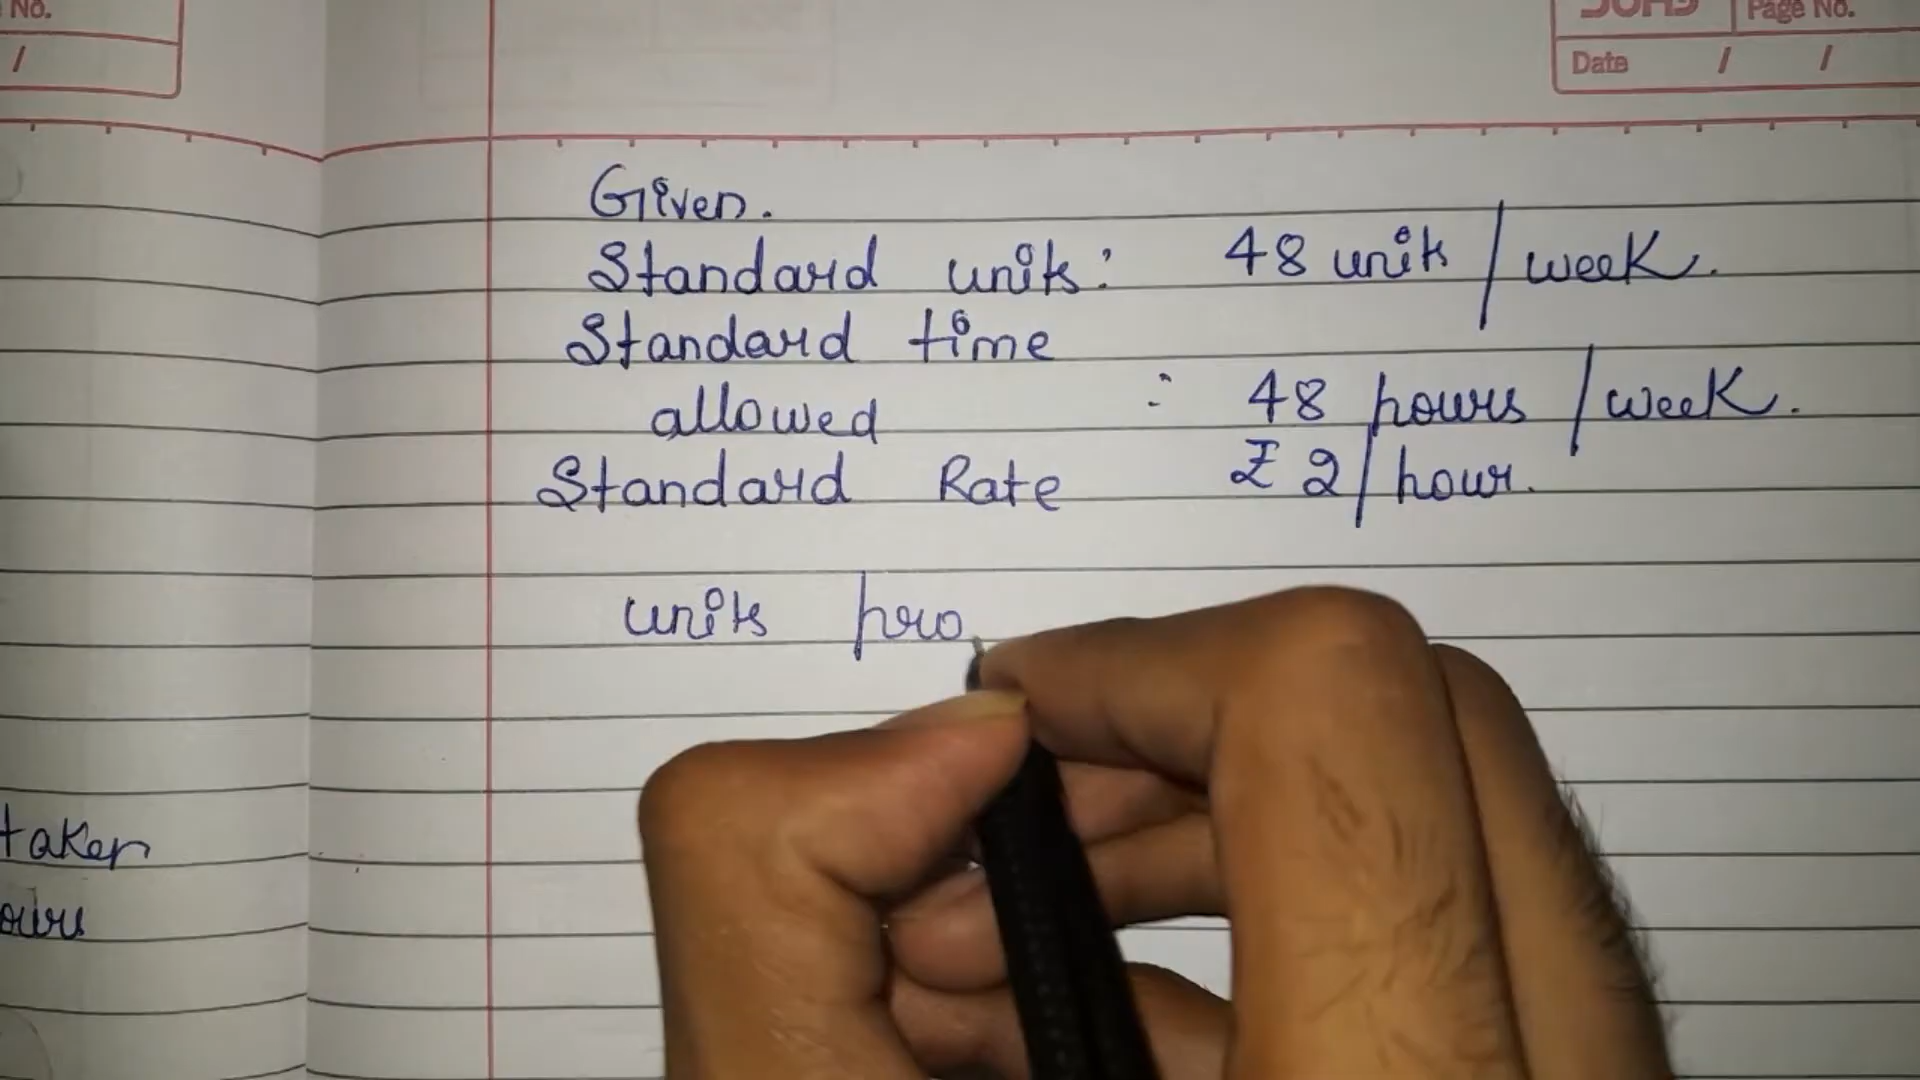 No.
/
Page No.
Date / /
Given.
Standard units: 48 units / week.
Standard time
allowed : 48 hours / week.
Standard Rate ₹ 2 / hour.
units pro
taken
ours